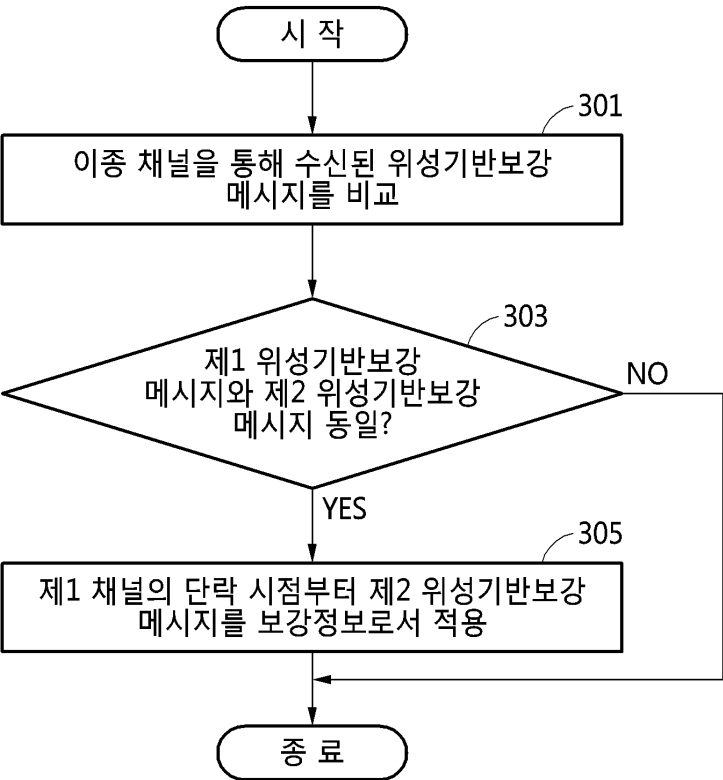 시 작
301
이종 채널을 통해 수신된 위성기반보강
메시지를 비교
303
제1 위성기반보강
메시지와 제2 위성기반보강
메시지 동일?
NO
YES
305
제1 채널의 단락 시점부터 제2 위성기반보강
메시지를 보강정보로서 적용
종 료